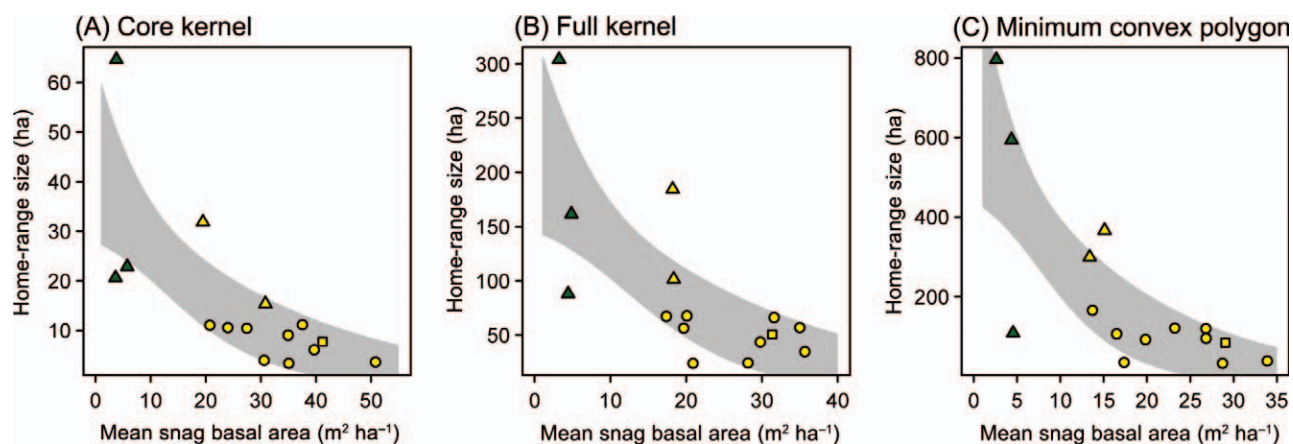 (A) Core kernel
Home-range size (ha)
60
50
40
30
20
10
0 10 20 30 40 50
Mean snag basal area (m² ha⁻¹)
(B) Full kernel
Home-range size (ha)
300
250
200
150
100
50
0 10 20 30 40
Mean snag basal area (m² ha⁻¹)
(C) Minimum convex polygon
Home-range size (ha)
800
600
400
200
0 5 10 15 20 25 30 35
Mean snag basal area (m² ha⁻¹)